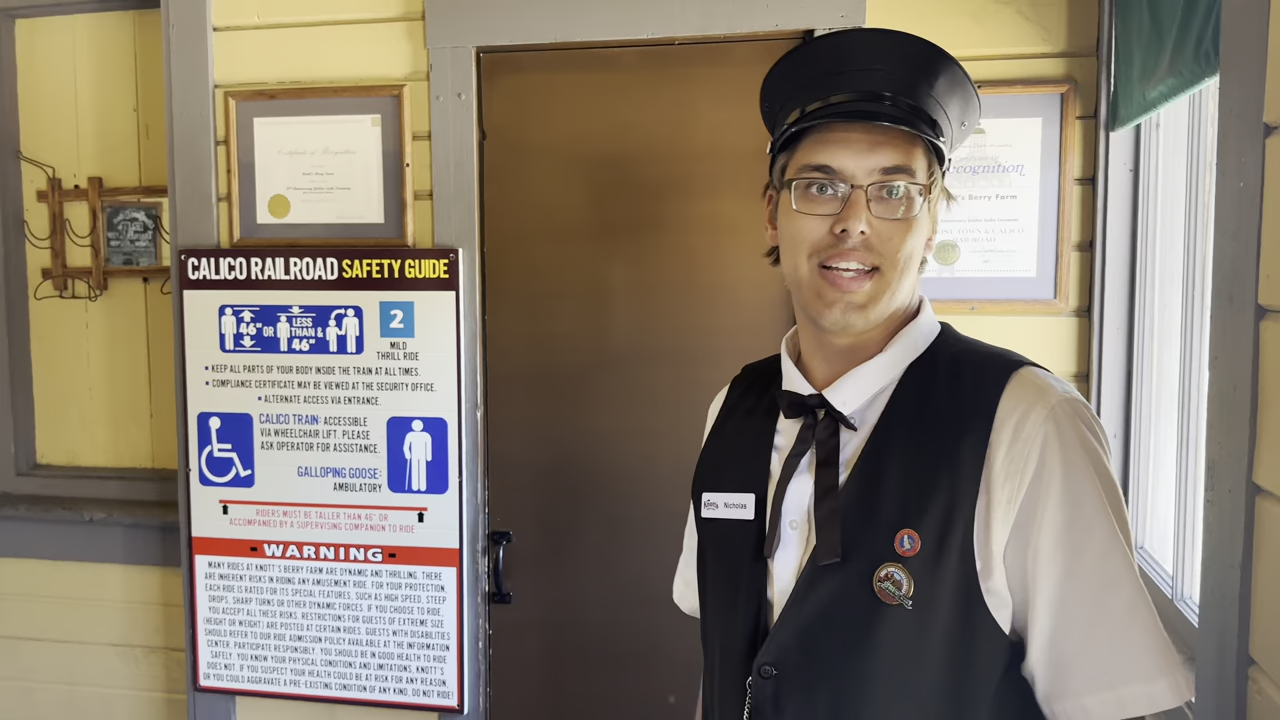 Certificate of Recognition
CALICO RAILROAD SAFETY GUIDE
46" OR
LESS
THAN &
46"
2
MILD
THRILL RIDE
▪ KEEP ALL PARTS OF YOUR BODY INSIDE THE TRAIN AT ALL TIMES.
▪ COMPLIANCE CERTIFICATE MAY BE VIEWED AT THE SECURITY OFFICE.
▪ ALTERNATE ACCESS VIA ENTRANCE.
CALICO TRAIN: ACCESSIBLE
VIA WHEELCHAIR LIFT. PLEASE
ASK OPERATOR FOR ASSISTANCE.
GALLOPING GOOSE:
AMBULATORY
RIDERS MUST BE TALLER THAN 46" OR
ACCOMPANIED BY A SUPERVISING COMPANION TO RIDE
- WARNING -
MANY RIDES AT KNOTT'S BERRY FARM ARE DYNAMIC AND THRILLING. THERE
ARE INHERENT RISKS IN RIDING ANY AMUSEMENT RIDE. FOR YOUR PROTECTION,
EACH RIDE IS RATED FOR ITS SPECIAL FEATURES, SUCH AS HIGH SPEED, STEEP
DROPS, SHARP TURNS OR OTHER DYNAMIC FORCES. IF YOU CHOOSE TO RIDE,
YOU ACCEPT ALL THESE RISKS. RESTRICTIONS FOR GUESTS OF EXTREME SIZE
(HEIGHT OR WEIGHT) ARE POSTED AT CERTAIN RIDES. GUESTS WITH DISABILITIES
SHOULD REFER TO OUR RIDE ADMISSION POLICY AVAILABLE AT THE INFORMATION
CENTER. PARTICIPATE RESPONSIBLY. YOU SHOULD BE IN GOOD HEALTH TO RIDE
SAFELY. YOU KNOW YOUR PHYSICAL CONDITIONS AND LIMITATIONS, KNOTT'S
DOES NOT. IF YOU SUSPECT YOUR HEALTH COULD BE AT RISK FOR ANY REASON,
OR YOU COULD AGGRAVATE A PRE-EXISTING CONDITION OF ANY KIND, DO NOT RIDE!
Knott's Nicholas
ecognition
's Berry Farm
TOWN & CALICO
RAILROAD